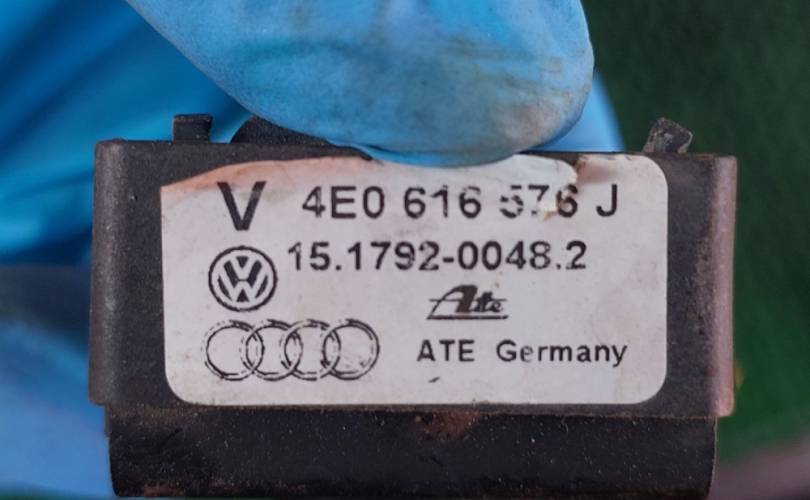 V 4E0 616 576 J
15.1792-0048.2
Ate
ATE Germany